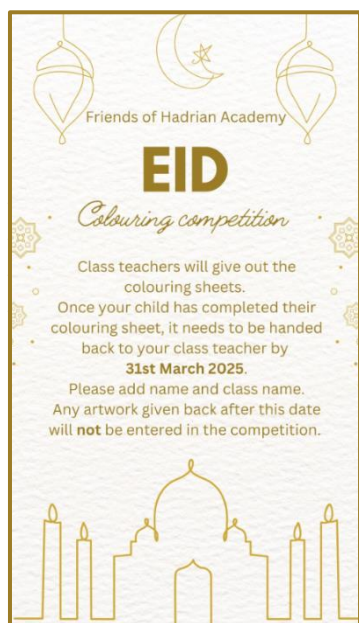 Friends of Hadrian Academy
EID
Colouring competition
Class teachers will give out the
colouring sheets.
Once your child has completed their
colouring sheet, it needs to be handed
back to your class teacher by
31st March 2025.
Please add name and class name.
Any artwork given back after this date
will not be entered in the competition.